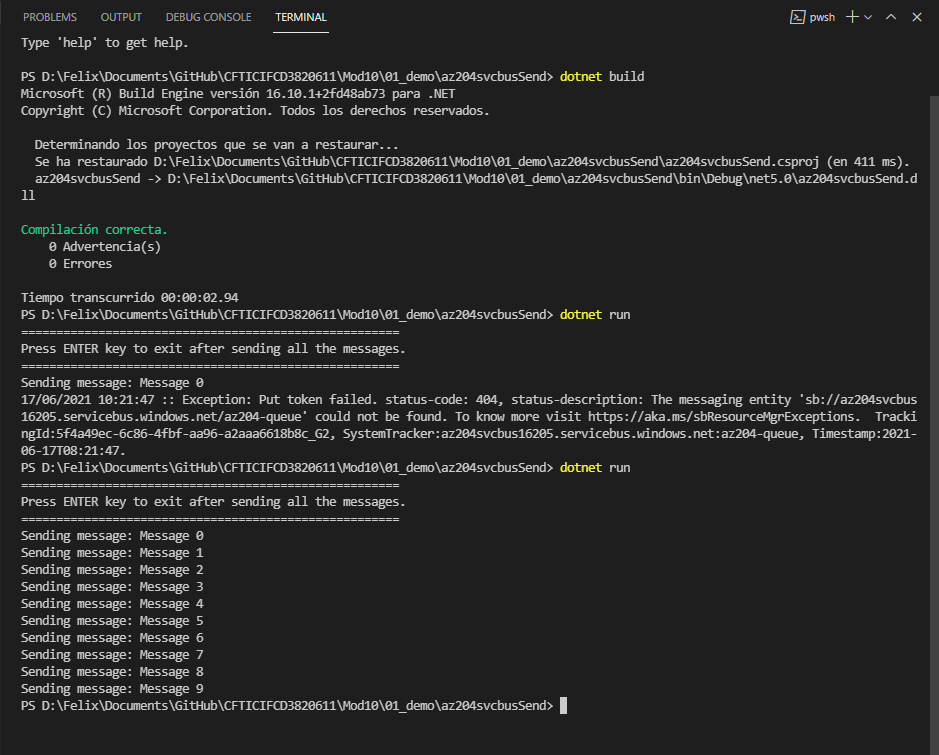 PROBLEMS OUTPUT DEBUG CONSOLE TERMINAL pwsh
Type 'help' to get help.
PS D:\Felix\Documents\GitHub\CFTICIFCD3820611\Mod10\01_demo\az204svcbusSend> dotnet build
Microsoft (R) Build Engine versión 16.10.1+2fd48ab73 para .NET
Copyright (C) Microsoft Corporation. Todos los derechos reservados.
Determinando los proyectos que se van a restaurar...
Se ha restaurado D:\Felix\Documents\GitHub\CFTICIFCD3820611\Mod10\01_demo\az204svcbusSend\az204svcbusSend.csproj (en 411 ms).
az204svcbusSend -> D:\Felix\Documents\GitHub\CFTICIFCD3820611\Mod10\01_demo\az204svcbusSend\bin\Debug\net5.0\az204svcbusSend.d
ll
Compilación correcta.
0 Advertencia(s)
0 Errores
Tiempo transcurrido 00:00:02.94
PS D:\Felix\Documents\GitHub\CFTICIFCD3820611\Mod10\01_demo\az204svcbusSend> dotnet run
======================================================
Press ENTER key to exit after sending all the messages.
======================================================
Sending message: Message 0
17/06/2021 10:21:47 :: Exception: Put token failed. status-code: 404, status-description: The messaging entity 'sb://az204svcbus
16205.servicebus.windows.net/az204-queue' could not be found. To know more visit https://aka.ms/sbResourceMgrExceptions.  Tracki
ngId:5f4a49ec-6c86-4fbf-aa96-a2aaa6618b8c_G2, SystemTracker:az204svcbus16205.servicebus.windows.net:az204-queue, Timestamp:2021-
06-17T08:21:47.
PS D:\Felix\Documents\GitHub\CFTICIFCD3820611\Mod10\01_demo\az204svcbusSend> dotnet run
======================================================
Press ENTER key to exit after sending all the messages.
======================================================
Sending message: Message 0
Sending message: Message 1
Sending message: Message 2
Sending message: Message 3
Sending message: Message 4
Sending message: Message 5
Sending message: Message 6
Sending message: Message 7
Sending message: Message 8
Sending message: Message 9
PS D:\Felix\Documents\GitHub\CFTICIFCD3820611\Mod10\01_demo\az204svcbusSend>